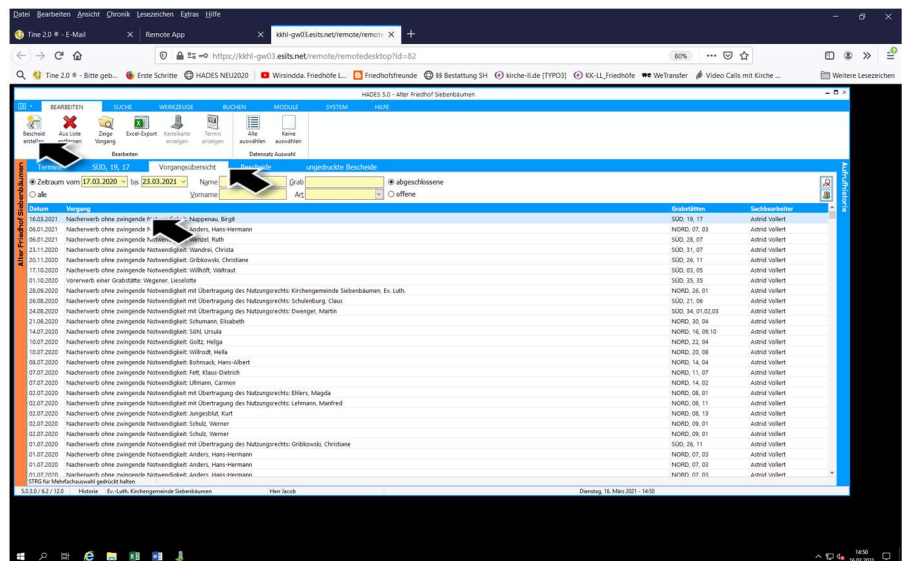 Datei Bearbeiten Ansicht Chronik Lesezeichen Extras Hilfe
Tine 2.0 ® - E-Mail × Remote App × kkhl-gw03.esits.net/remote/remote × +
https://kkhl-gw03.esits.net/remote/remotedesktop?id=82 80%
Tine 2.0 ® - Bitte geb... Erste Schritte HADES NEU2020 Wirsindda. Friedhöfe L... Friedhofsfreunde §§ Bestattung SH kirche-ll.de [TYPO3] KK-LL_Friedhöfe WeTransfer Video Calls mit Kirche ... Weitere Lesezeichen
HADES 5.0 - Alter Friedhof Siebenbäumen
BEARBEITEN SUCHE WERKZEUGE BUCHEN MODULE SYSTEM HILFE
Bescheid erstellen Aus Liste entfernen Zeige Vorgang Excel-Export Karteikarte anzeigen Termin anzeigen Alle auswählen Keine auswählen
Bearbeiten Datensatz Auswahl
Termine SÜD, 19, 17 Vorgangsübersicht Bescheide ungedruckte Bescheide
Zeitraum vom 17.03.2020 bis 23.03.2021 Name Grab abgeschlossene
alle Vorname Art offene
Alter Friedhof Siebenbäumen
Aufrufhistorie
Datum Vorgang Grabstätten Sachbearbeiter
16.03.2021 Nacherwerb ohne zwingende Notwendigkeit: Nuppenau, Birgit SÜD, 19, 17 Astrid Vollert
06.01.2021 Nacherwerb ohne zwingende Anders, Hans-Hermann NORD, 07, 03 Astrid Vollert
06.01.2021 Nacherwerb ohne zwingende Notwendigkeit: Wenzel, Ruth SÜD, 28, 07 Astrid Vollert
23.11.2020 Nacherwerb ohne zwingende Notwendigkeit: Wandrei, Christa SÜD, 31, 07 Astrid Vollert
20.11.2020 Nacherwerb ohne zwingende Notwendigkeit: Gribkowski, Christiane SÜD, 26, 11 Astrid Vollert
17.10.2020 Nacherwerb ohne zwingende Notwendigkeit: Willhöft, Waltraut SÜD, 03, 05 Astrid Vollert
01.10.2020 Vorerwerb einer Grabstätte: Wegener, Lieselotte SÜD, 35, 35 Astrid Vollert
28.09.2020 Nacherwerb ohne zwingende Notwendigkeit mit Übertragung des Nutzungsrechts: Kirchengemeinde Siebenbäumen, Ev. Luth. NORD, 26, 01 Astrid Vollert
26.08.2020 Nacherwerb ohne zwingende Notwendigkeit mit Übertragung des Nutzungsrechts: Schulenburg, Claus SÜD, 21, 06 Astrid Vollert
24.08.2020 Nacherwerb ohne zwingende Notwendigkeit mit Übertragung des Nutzungsrechts: Dwenger, Martin SÜD, 34, 01,02,03 Astrid Vollert
21.08.2020 Nacherwerb ohne zwingende Notwendigkeit: Schumann, Elisabeth NORD, 30, 04 Astrid Vollert
14.07.2020 Nacherwerb ohne zwingende Notwendigkeit: Söhl, Ursula NORD, 16, 09,10 Astrid Vollert
10.07.2020 Nacherwerb ohne zwingende Notwendigkeit: Goltz, Helga NORD, 22, 04 Astrid Vollert
10.07.2020 Nacherwerb ohne zwingende Notwendigkeit: Willrodt, Hella NORD, 20, 08 Astrid Vollert
08.07.2020 Nacherwerb ohne zwingende Notwendigkeit: Bohnsack, Hans-Albert NORD, 14, 04 Astrid Vollert
07.07.2020 Nacherwerb ohne zwingende Notwendigkeit: Fett, Klaus-Dietrich NORD, 11, 07 Astrid Vollert
07.07.2020 Nacherwerb ohne zwingende Notwendigkeit: Ullmann, Carmen NORD, 14, 02 Astrid Vollert
02.07.2020 Nacherwerb ohne zwingende Notwendigkeit mit Übertragung des Nutzungsrechts: Ehlers, Magda NORD, 08, 01 Astrid Vollert
02.07.2020 Nacherwerb ohne zwingende Notwendigkeit mit Übertragung des Nutzungsrechts: Lehmann, Manfred NORD, 08, 11 Astrid Vollert
02.07.2020 Nacherwerb ohne zwingende Notwendigkeit: Jungesblut, Kurt NORD, 08, 13 Astrid Vollert
02.07.2020 Nacherwerb ohne zwingende Notwendigkeit: Schulz, Werner NORD, 09, 01 Astrid Vollert
02.07.2020 Nacherwerb ohne zwingende Notwendigkeit: Schulz, Werner NORD, 09, 01 Astrid Vollert
01.07.2020 Nacherwerb ohne zwingende Notwendigkeit mit Übertragung des Nutzungsrechts: Gribkowski, Christiane SÜD, 26, 11 Astrid Vollert
01.07.2020 Nacherwerb ohne zwingende Notwendigkeit: Anders, Hans-Hermann NORD, 07, 03 Astrid Vollert
01.07.2020 Nacherwerb ohne zwingende Notwendigkeit: Anders, Hans-Hermann NORD, 07, 03 Astrid Vollert
01.07.2020 Nacherwerb ohne zwingende Notwendigkeit: Anders, Hans-Hermann NORD, 07, 03 Astrid Vollert
STRG für Mehrfachauswahl gedrückt halten
5.0.3.0 / 6.2 / 12.0 Historie Ev.-Luth. Kirchengemeinde Siebenbäumen Herr Jacob Dienstag, 16. März 2021 - 14:50
14:50
16.03.2021